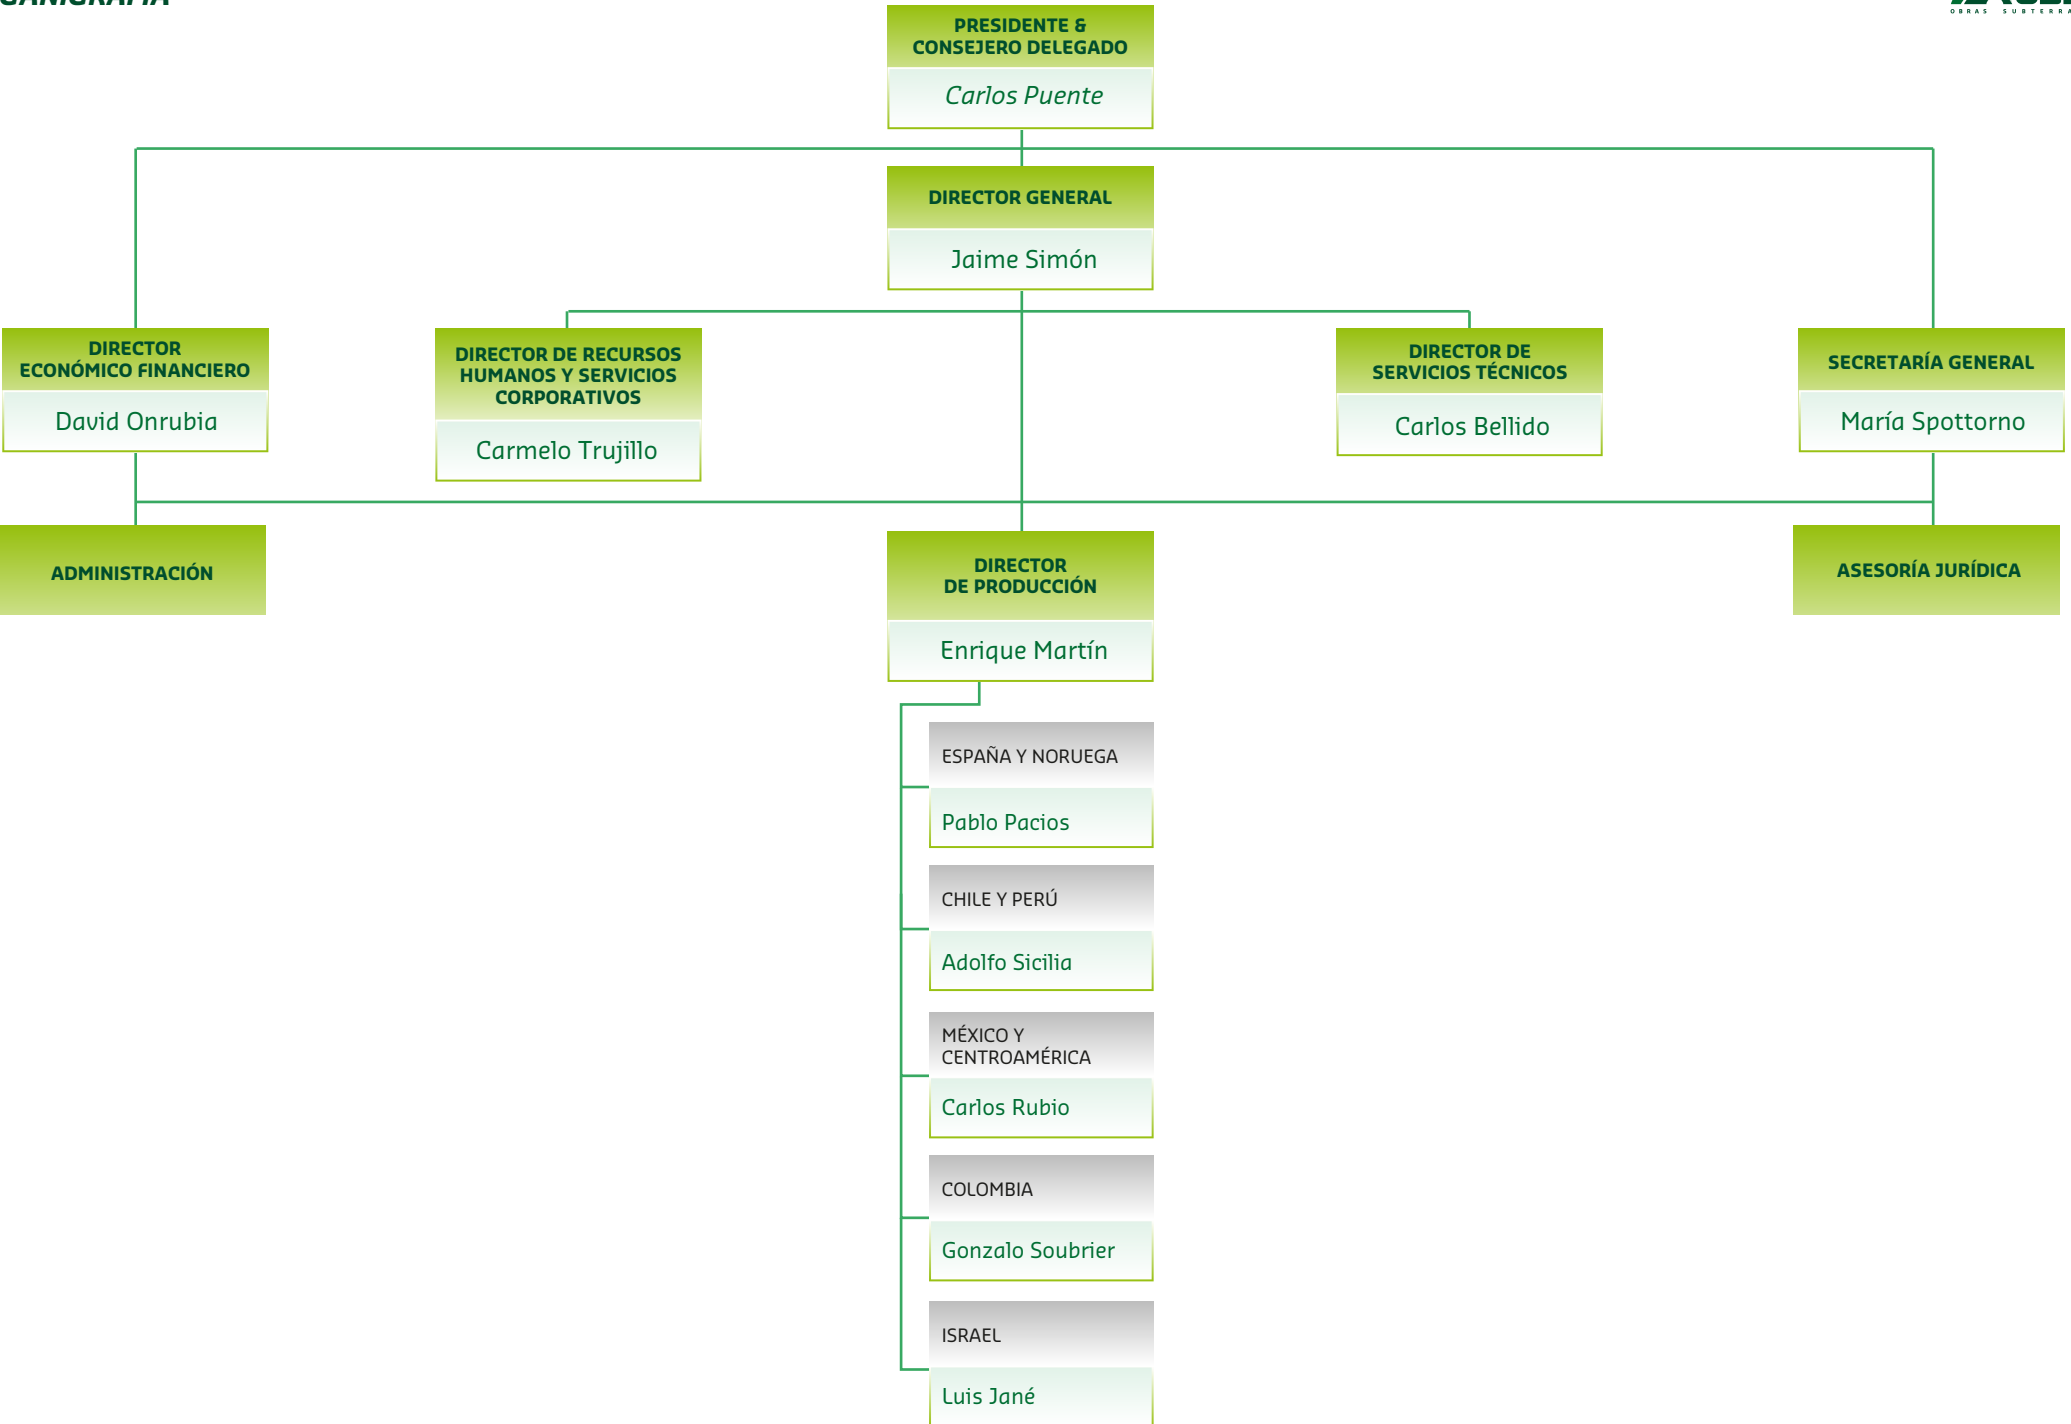 PRESIDENTE &
CONSEJERO DELEGADO
Carlos Puente
DIRECTOR GENERAL
Jaime Simón
DIRECTOR
ECONÓMICO FINANCIERO
David Onrubia
DIRECTOR DE RECURSOS
HUMANOS Y SERVICIOS
CORPORATIVOS
Carmelo Trujillo
DIRECTOR DE
SERVICIOS TÉCNICOS
Carlos Bellido
SECRETARÍA GENERAL
María Spottorno
ADMINISTRACIÓN
DIRECTOR
DE PRODUCCIÓN
Enrique Martín
ASESORÍA JURÍDICA
ESPAÑA Y NORUEGA
Pablo Pacios
CHILE Y PERÚ
Adolfo Sicilia
MÉXICO Y
CENTROAMÉRICA
Carlos Rubio
COLOMBIA
Gonzalo Soubrier
ISRAEL
Luis Jané